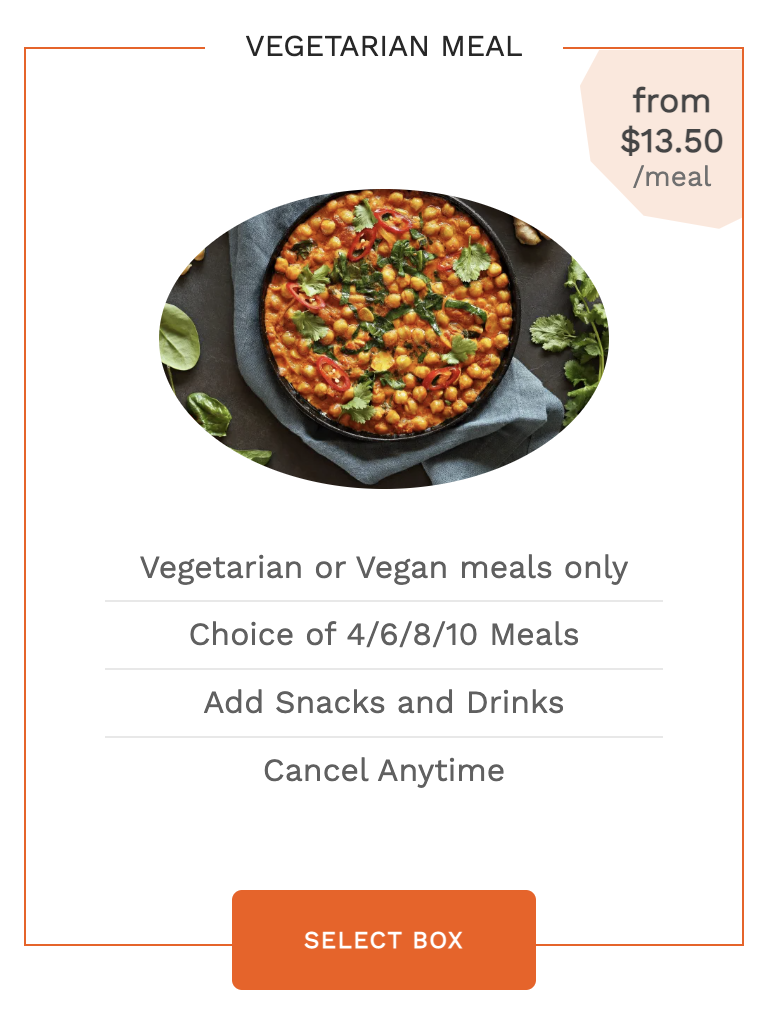 VEGETARIAN MEAL
from
$13.50
/meal
Vegetarian or Vegan meals only
Choice of 4/6/8/10 Meals
Add Snacks and Drinks
Cancel Anytime
SELECT BOX